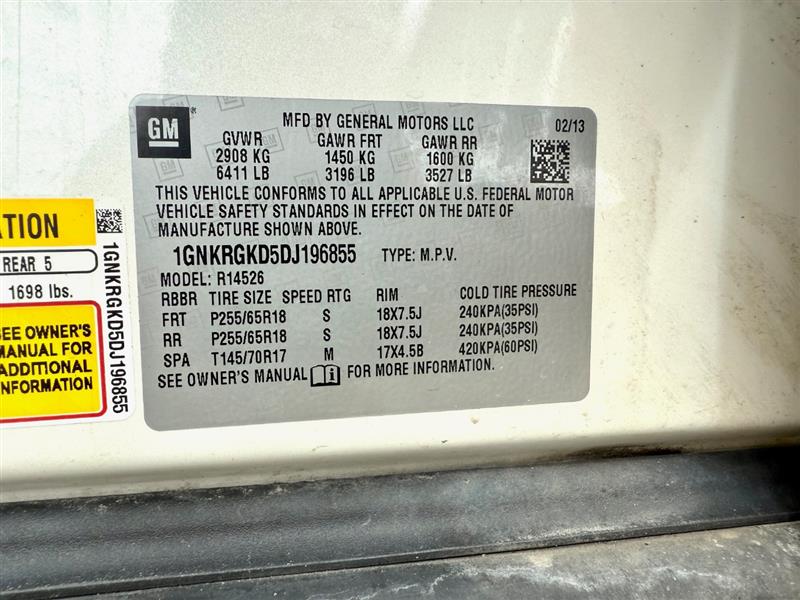 GM
MFD BY GENERAL MOTORS LLC 02/13
GVWR GAWR FRT GAWR RR
2908 KG 1450 KG 1600 KG
6411 LB 3196 LB 3527 LB
THIS VEHICLE CONFORMS TO ALL APPLICABLE U.S. FEDERAL MOTOR
VEHICLE SAFETY STANDARDS IN EFFECT ON THE DATE OF
MANUFACTURE SHOWN ABOVE.
1GNKRGKD5DJ196855 TYPE: M.P.V.
MODEL: R14526
RBBR TIRE SIZE SPEED RTG RIM COLD TIRE PRESSURE
FRT P255/65R18 S 18X7.5J 240KPA(35PSI)
RR P255/65R18 S 18X7.5J 240KPA(35PSI)
SPA T145/70R17 M 17X4.5B 420KPA(60PSI)
SEE OWNER'S MANUAL FOR MORE INFORMATION.
ATION
REAR 5
1698 lbs.
SEE OWNER'S
MANUAL FOR
ADDITIONAL
INFORMATION
1GNKRGKD5DJ196855